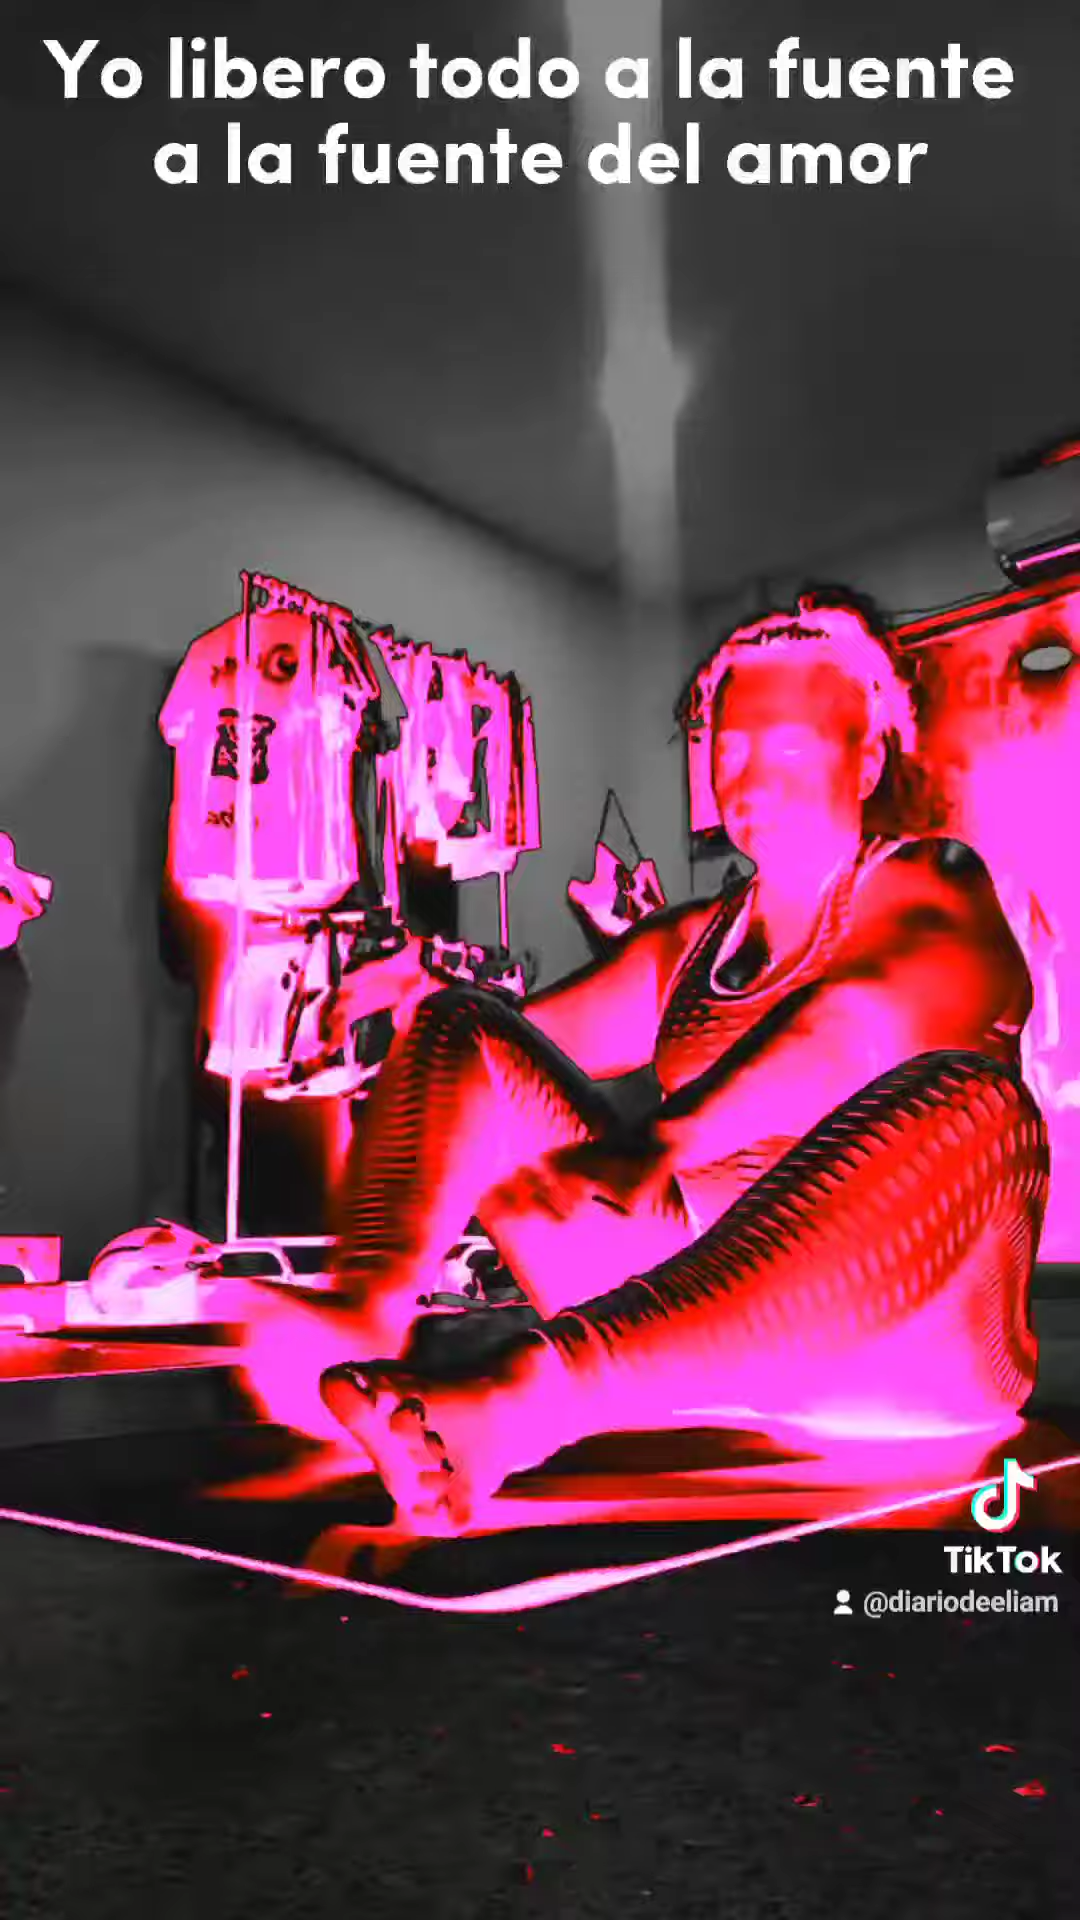 Yo libero todo a la fuente
a la fuente del amor
TikTok
@diariodeeliam